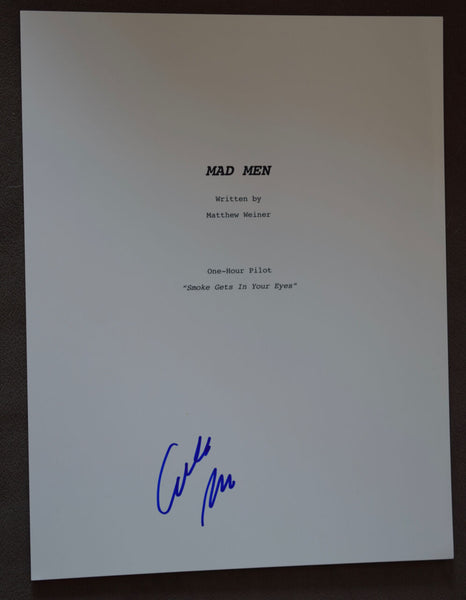 MAD MEN
Written by
Matthew Weiner
One-Hour Pilot
"Smoke Gets In Your Eyes"